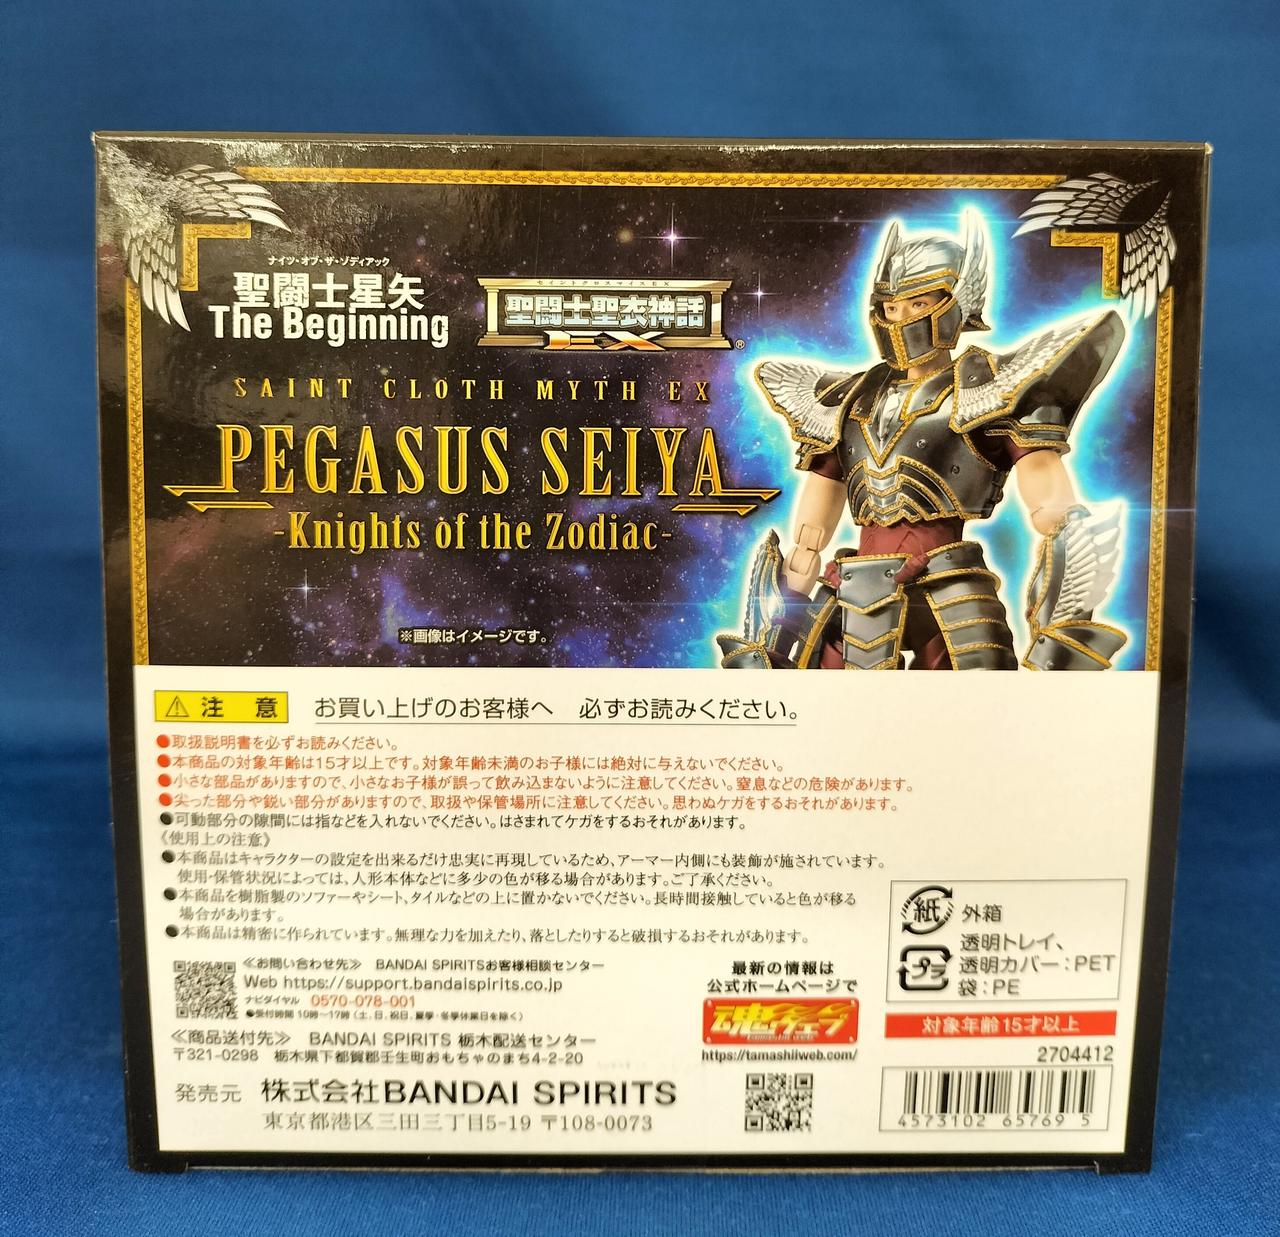 ナイツ・オブ・ザ・ゾディアック
聖闘士星矢
The Beginning
セイントクロスマイスEX
聖闘士聖衣神話
EX
®
SAINT CLOTH MYTH EX
PEGASUS SEIYA
-Knights of the Zodiac-
※画像はイメージです。
⚠注 意
お買い上げのお客様へ 必ずお読みください。
●取扱説明書を必ずお読みください。
●本商品の対象年齢は15才以上です。対象年齢未満のお子様には絶対に与えないでください。
●小さな部品がありますので、小さなお子様が誤って飲み込まないように注意してください。窒息などの危険があります。
●尖った部分や鋭い部分がありますので、取扱や保管場所に注意してください。思わぬケガをするおそれがあります。
●可動部分の隙間には指などを入れないでください。はさまれてケガをするおそれがあります。
《使用上の注意》
●本商品はキャラクターの設定を出来るだけ忠実に再現しているため、アーマー内側にも装飾が施されています。
使用・保管状況によっては、人形本体などに多少の色が移る場合があります。ご了承ください。
●本商品を樹脂製のソファーやシート、タイルなどの上に置かないでください。長時間接触していると色が移る
場合があります。
●本商品は精密に作られています。無理な力を加えたり、落としたりすると破損するおそれがあります。
≪お問い合わせ先≫ BANDAI SPIRITSお客様相談センター
Web https://support.bandaispirits.co.jp
ナビダイヤル 0570-078-001
●受付時間 10時〜17時(土、日、祝日、夏季・冬季休業日を除く)
≪商品送付先≫ BANDAI SPIRITS 栃木配送センター
〒321-0298 栃木県下都賀郡壬生町おもちゃのまち4-2-20
発売元 株式会社BANDAI SPIRITS
東京都港区三田三丁目5-19 〒108-0073
最新の情報は
公式ホームページで
魂ウェブ
https://tamashiiweb.com/
紙 外箱
プラ 透明トレイ、
透明カバー：PET
袋：PE
対象年齢15才以上
2704412
4573102 65769 5